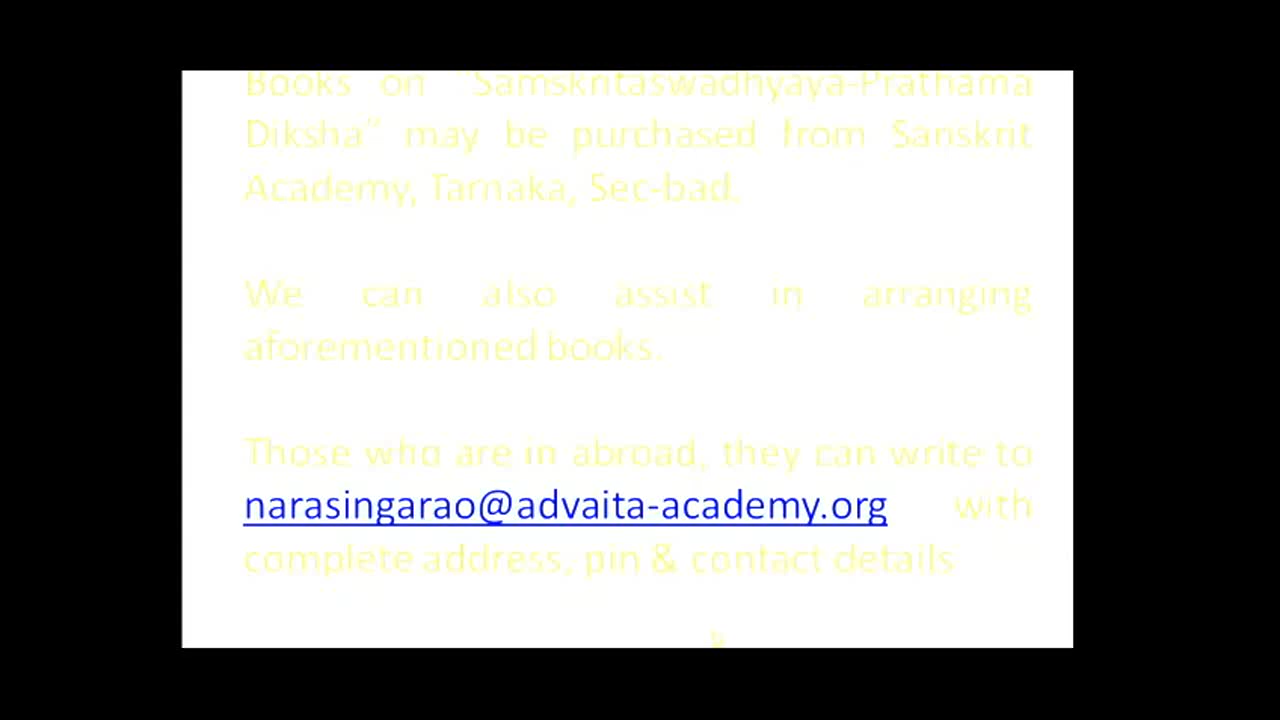 Books on "Samskritaswadhyaya-Prathama
Diksha" may be purchased from Sanskrit
Academy, Tarnaka, Sec-bad.
We can also assist in arranging
aforementioned books.
Those who are in abroad, they can write to
narasingarao@advaita-academy.org with
complete address, pin & contact details